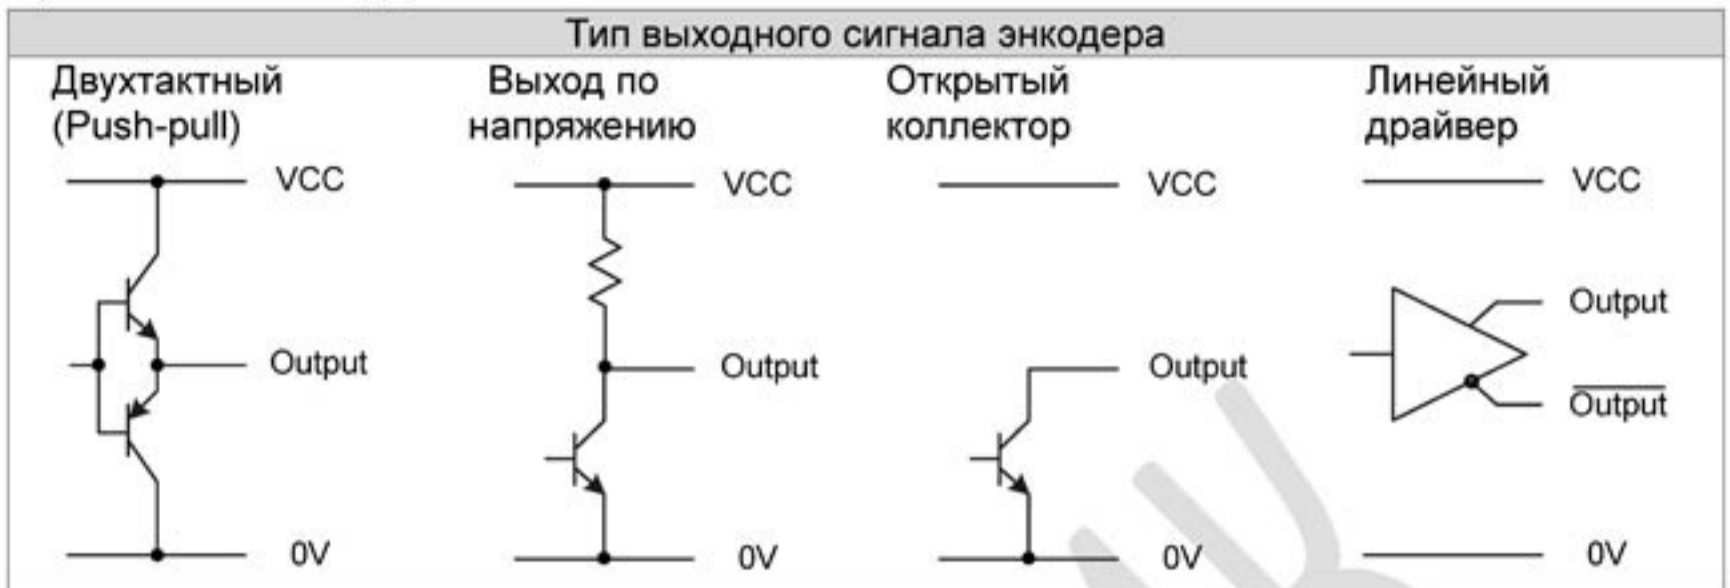 Тип выходного сигнала энкодера
Двухтактный
(Push-pull)
VCC
Output
0V
Выход по
напряжению
VCC
Output
0V
Открытый
коллектор
VCC
Output
0V
Линейный
драйвер
VCC
Output
Output
0V